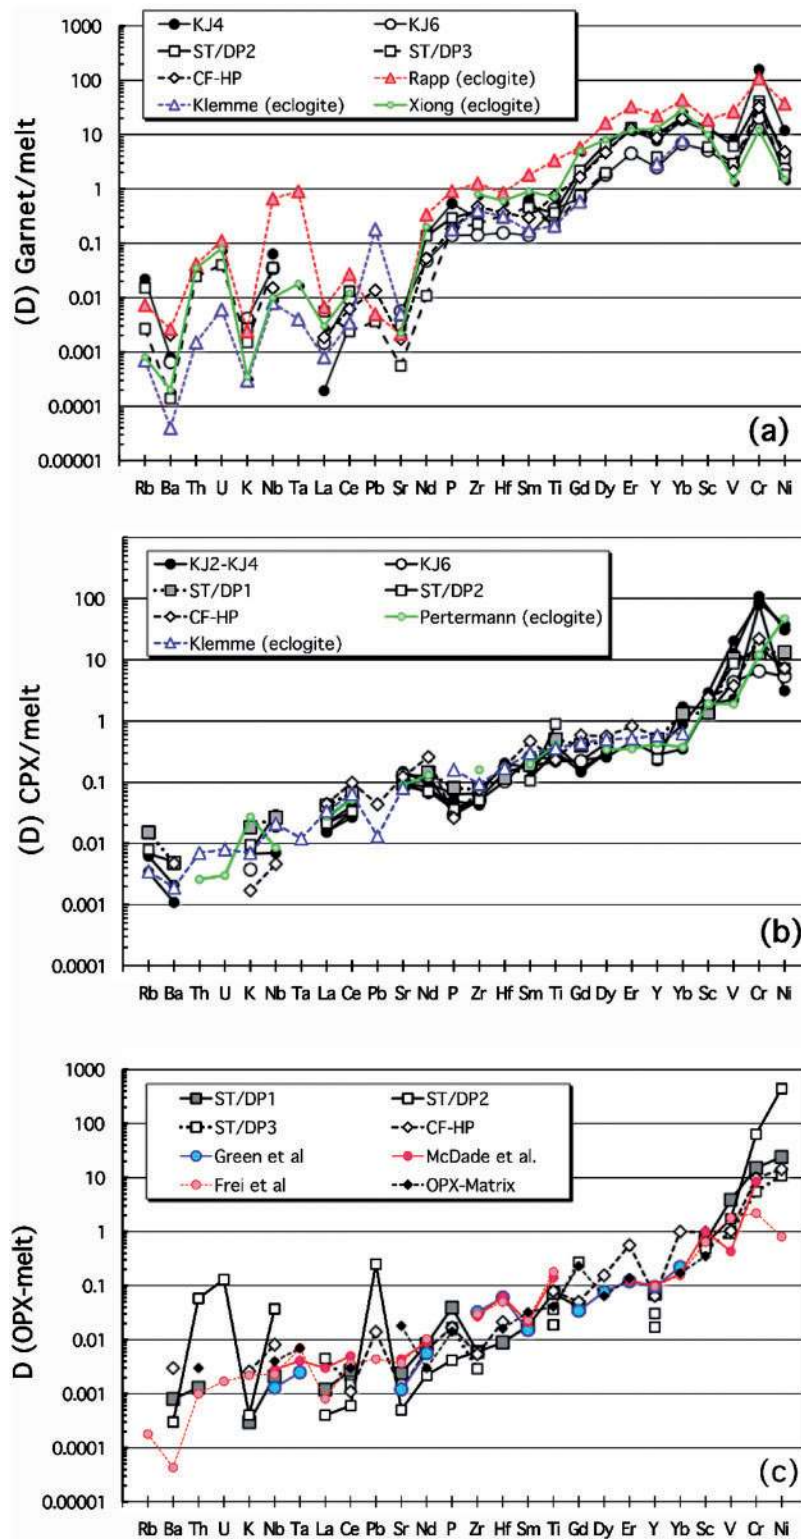 1000
100
10
1
0.1
0.01
0.001
0.0001
0.00001
(D) Garnet/melt
KJ4 KJ6
ST/DP2 ST/DP3
CF-HP Rapp (eclogite)
Klemme (eclogite) Xiong (eclogite)
(a)
Rb Ba Th U K Nb Ta La Ce Pb Sr Nd P Zr Hf Sm Ti Gd Dy Er Y Yb Sc V Cr Ni
100
10
1
0.1
0.01
0.001
0.0001
(D) CPX/melt
KJ2-KJ4 KJ6
ST/DP1 ST/DP2
CF-HP Pertermann (eclogite)
Klemme (eclogite)
(b)
Rb Ba Th U K Nb Ta La Ce Pb Sr Nd P Zr Hf Sm Ti Gd Dy Er Y Yb Sc V Cr Ni
1000
100
10
1
0.1
0.01
0.001
0.0001
0.00001
D (OPX-melt)
ST/DP1 ST/DP2
ST/DP3 CF-HP
Green et al McDade et al.
Frei et al OPX-Matrix
(c)
Rb Ba Th U K Nb Ta La Ce Pb Sr Nd P Zr Hf Sm Ti Gd Dy Er Y Yb Sc V Cr Ni